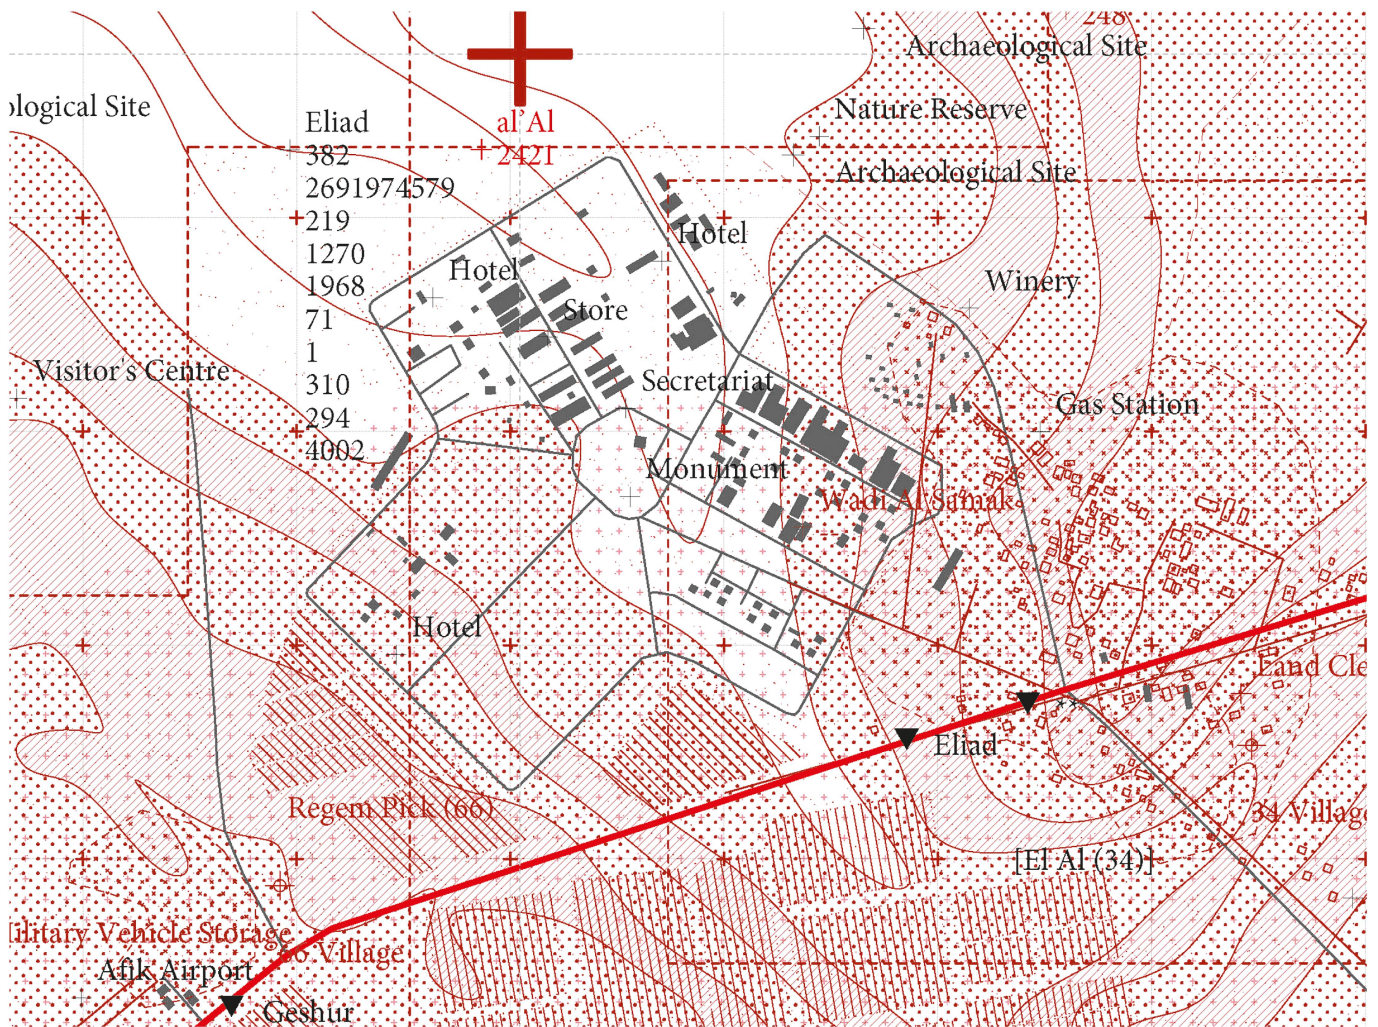 248
Archaeological Site
ological Site
Nature Reserve
Eliad
382
2691974579
219
1270
1968
71
1
310
294
4002
al'Al
2421
Archaeological Site
Hotel
Hotel
Winery
Store
Visitor's Centre
Secretariat
Gas Station
Monument
Wadi Al Samak
Hotel
Land Cle
Eliad
Regem Pick (66)
34 Village
[El Al (34)]
ilitary Vehicle Storage
66 Village
Afik Airport
Geshur